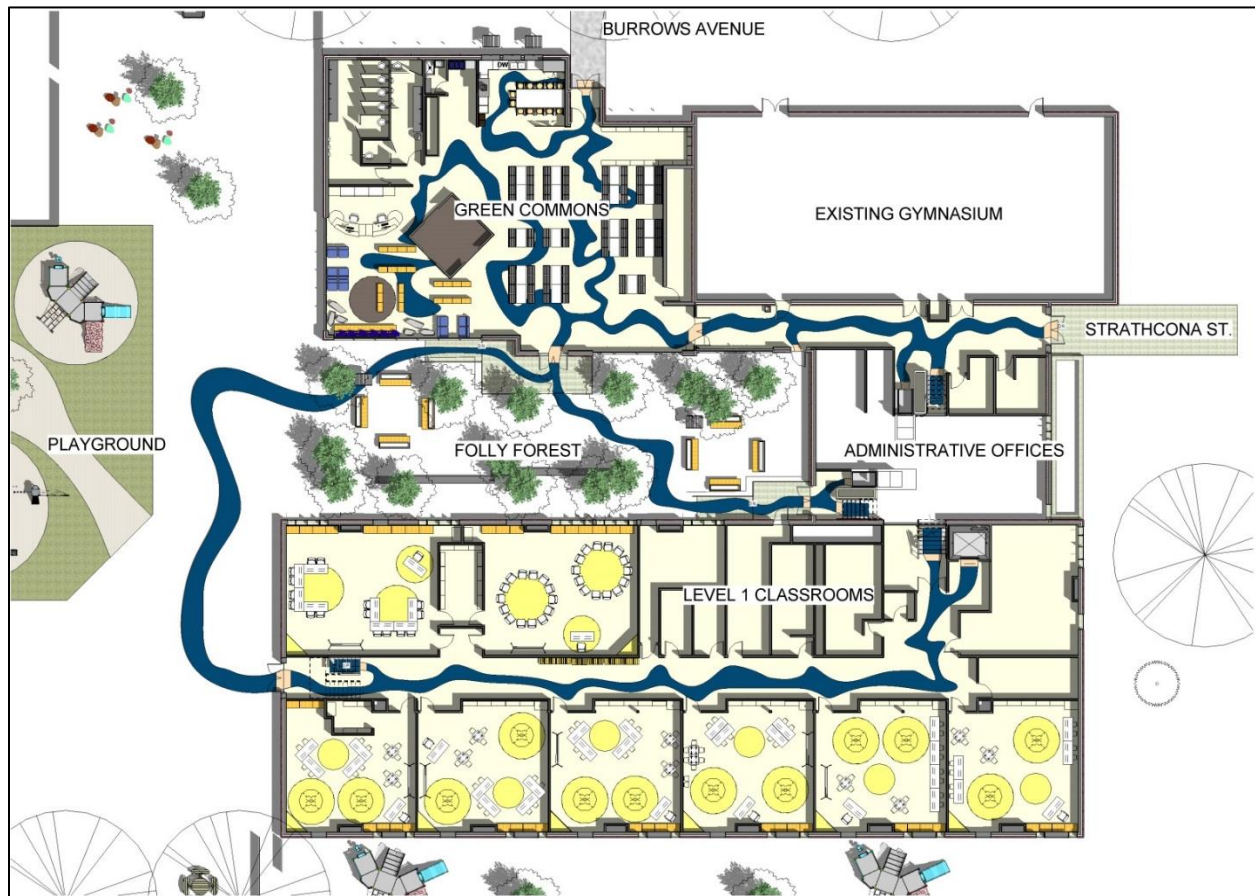 BURROWS AVENUE
DW
GREEN COMMONS
EXISTING GYMNASIUM
STRATHCONA ST.
PLAYGROUND
FOLLY FOREST
ADMINISTRATIVE OFFICES
LEVEL 1 CLASSROOMS